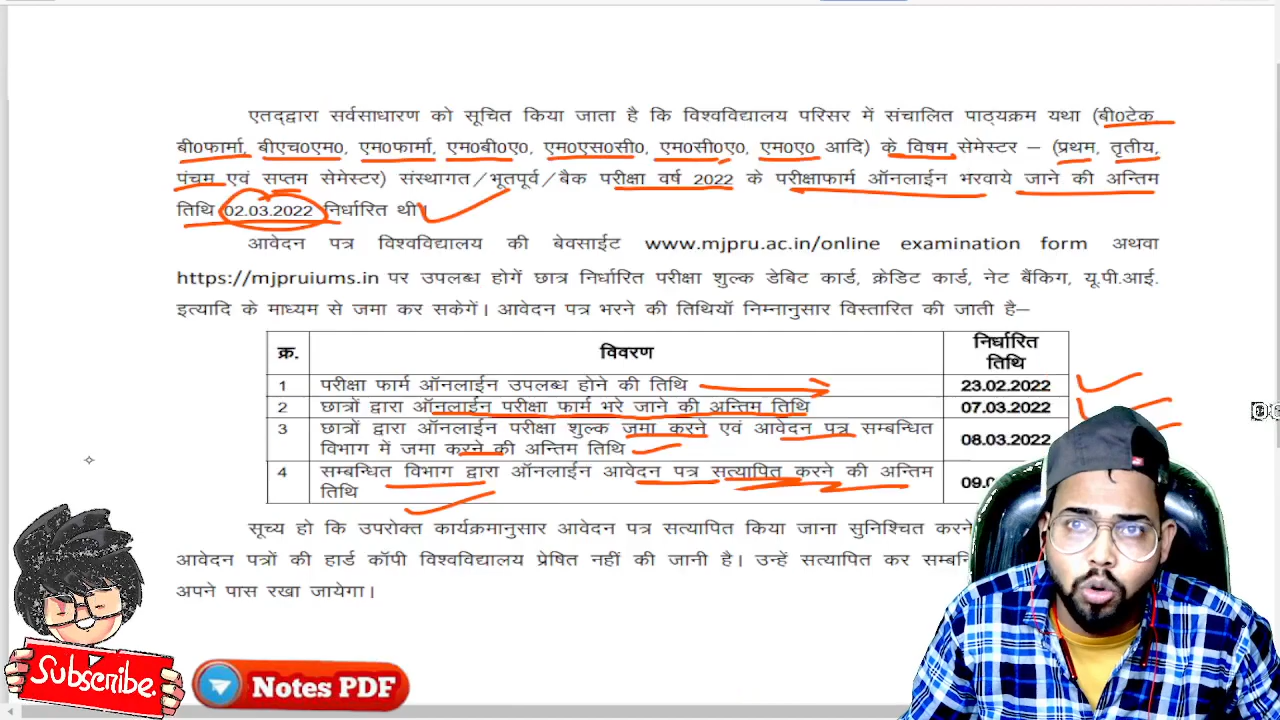 एतद्द्वारा सर्वसाधारण को सूचित किया जाता है कि विश्वविद्यालय परिसर में संचालित पाठ्यक्रम यथा (बी0टेक
बी0फार्मा, बीएच0एम0, एम0फार्मा, एम0बी0ए0, एम0एस0सी0, एम0सी0ए0, एम0ए0 आदि) के विषम सेमेस्टर – (प्रथम, तृतीय,
पंचम एवं सप्तम सेमेस्टर) संस्थागत/भूतपूर्व/बैक परीक्षा वर्ष 2022 के परीक्षाफार्म ऑनलाईन भरवाये जाने की अन्तिम
तिथि 02.03.2022 निर्धारित थी।
आवेदन पत्र विश्वविद्यालय की बेवसाईट www.mjpru.ac.in/online examination form अथवा
https://mjpruiums.in पर उपलब्ध होगें छात्र निर्धारित परीक्षा शुल्क डेबिट कार्ड, क्रेडिट कार्ड, नेट बैंकिग, यू.पी.आई.
इत्यादि के माध्यम से जमा कर सकेगें। आवेदन पत्र भरने की तिथियॉ निम्नानुसार विस्तारित की जाती है–
क्र. विवरण निर्धारित तिथि
1 परीक्षा फार्म ऑनलाईन उपलब्ध होने की तिथि 23.02.2022
2 छात्रों द्वारा ऑनलाईन परीक्षा फार्म भरे जाने की अन्तिम तिथि 07.03.2022
3 छात्रों द्वारा ऑनलाईन परीक्षा शुल्क जमा करने एवं आवेदन पत्र सम्बन्धित 08.03.2022
विभाग में जमा करने की अन्तिम तिथि
4 सम्बन्धित विभाग द्वारा ऑनलाईन आवेदन पत्र सत्यापित करने की अन्तिम
तिथि
सूच्य हो कि उपरोक्त कार्यक्रमानुसार आवेदन पत्र सत्यापित किया जाना सुनिश्चित करने
आवेदन पत्रों की हार्ड कॉपी विश्वविद्यालय प्रेषित नहीं की जानी है। उन्हें सत्यापित कर
अपने पास रखा जायेगा।
Subscribe.
Notes PDF